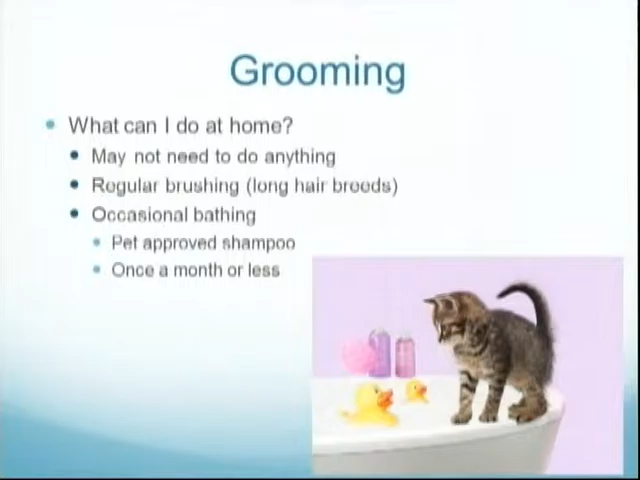 Grooming
What can I do at home?
May not need to do anything
Regular brushing (long hair breeds)
Occasional bathing
Pet approved shampoo
Once a month or less